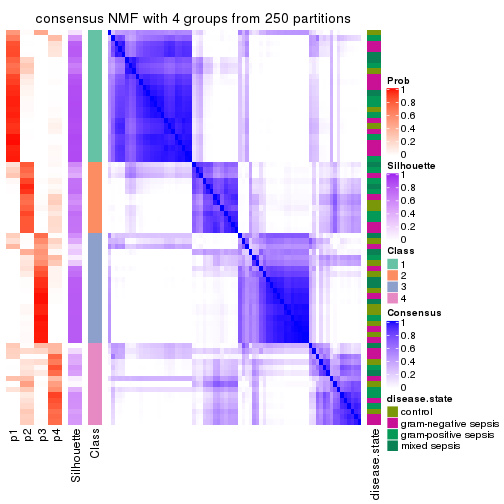 consensus NMF with 4 groups from 250 partitions
Prob
1
0.8
0.6
0.4
0.2
0
Silhouette
1
0.8
0.6
0.4
0.2
0
Class
1
2
3
4
Consensus
1
0.8
0.6
0.4
0.2
0
disease.state
control
gram-negative sepsis
gram-positive sepsis
mixed sepsis
p1
p2
p3
p4
Silhouette
Class
disease.state